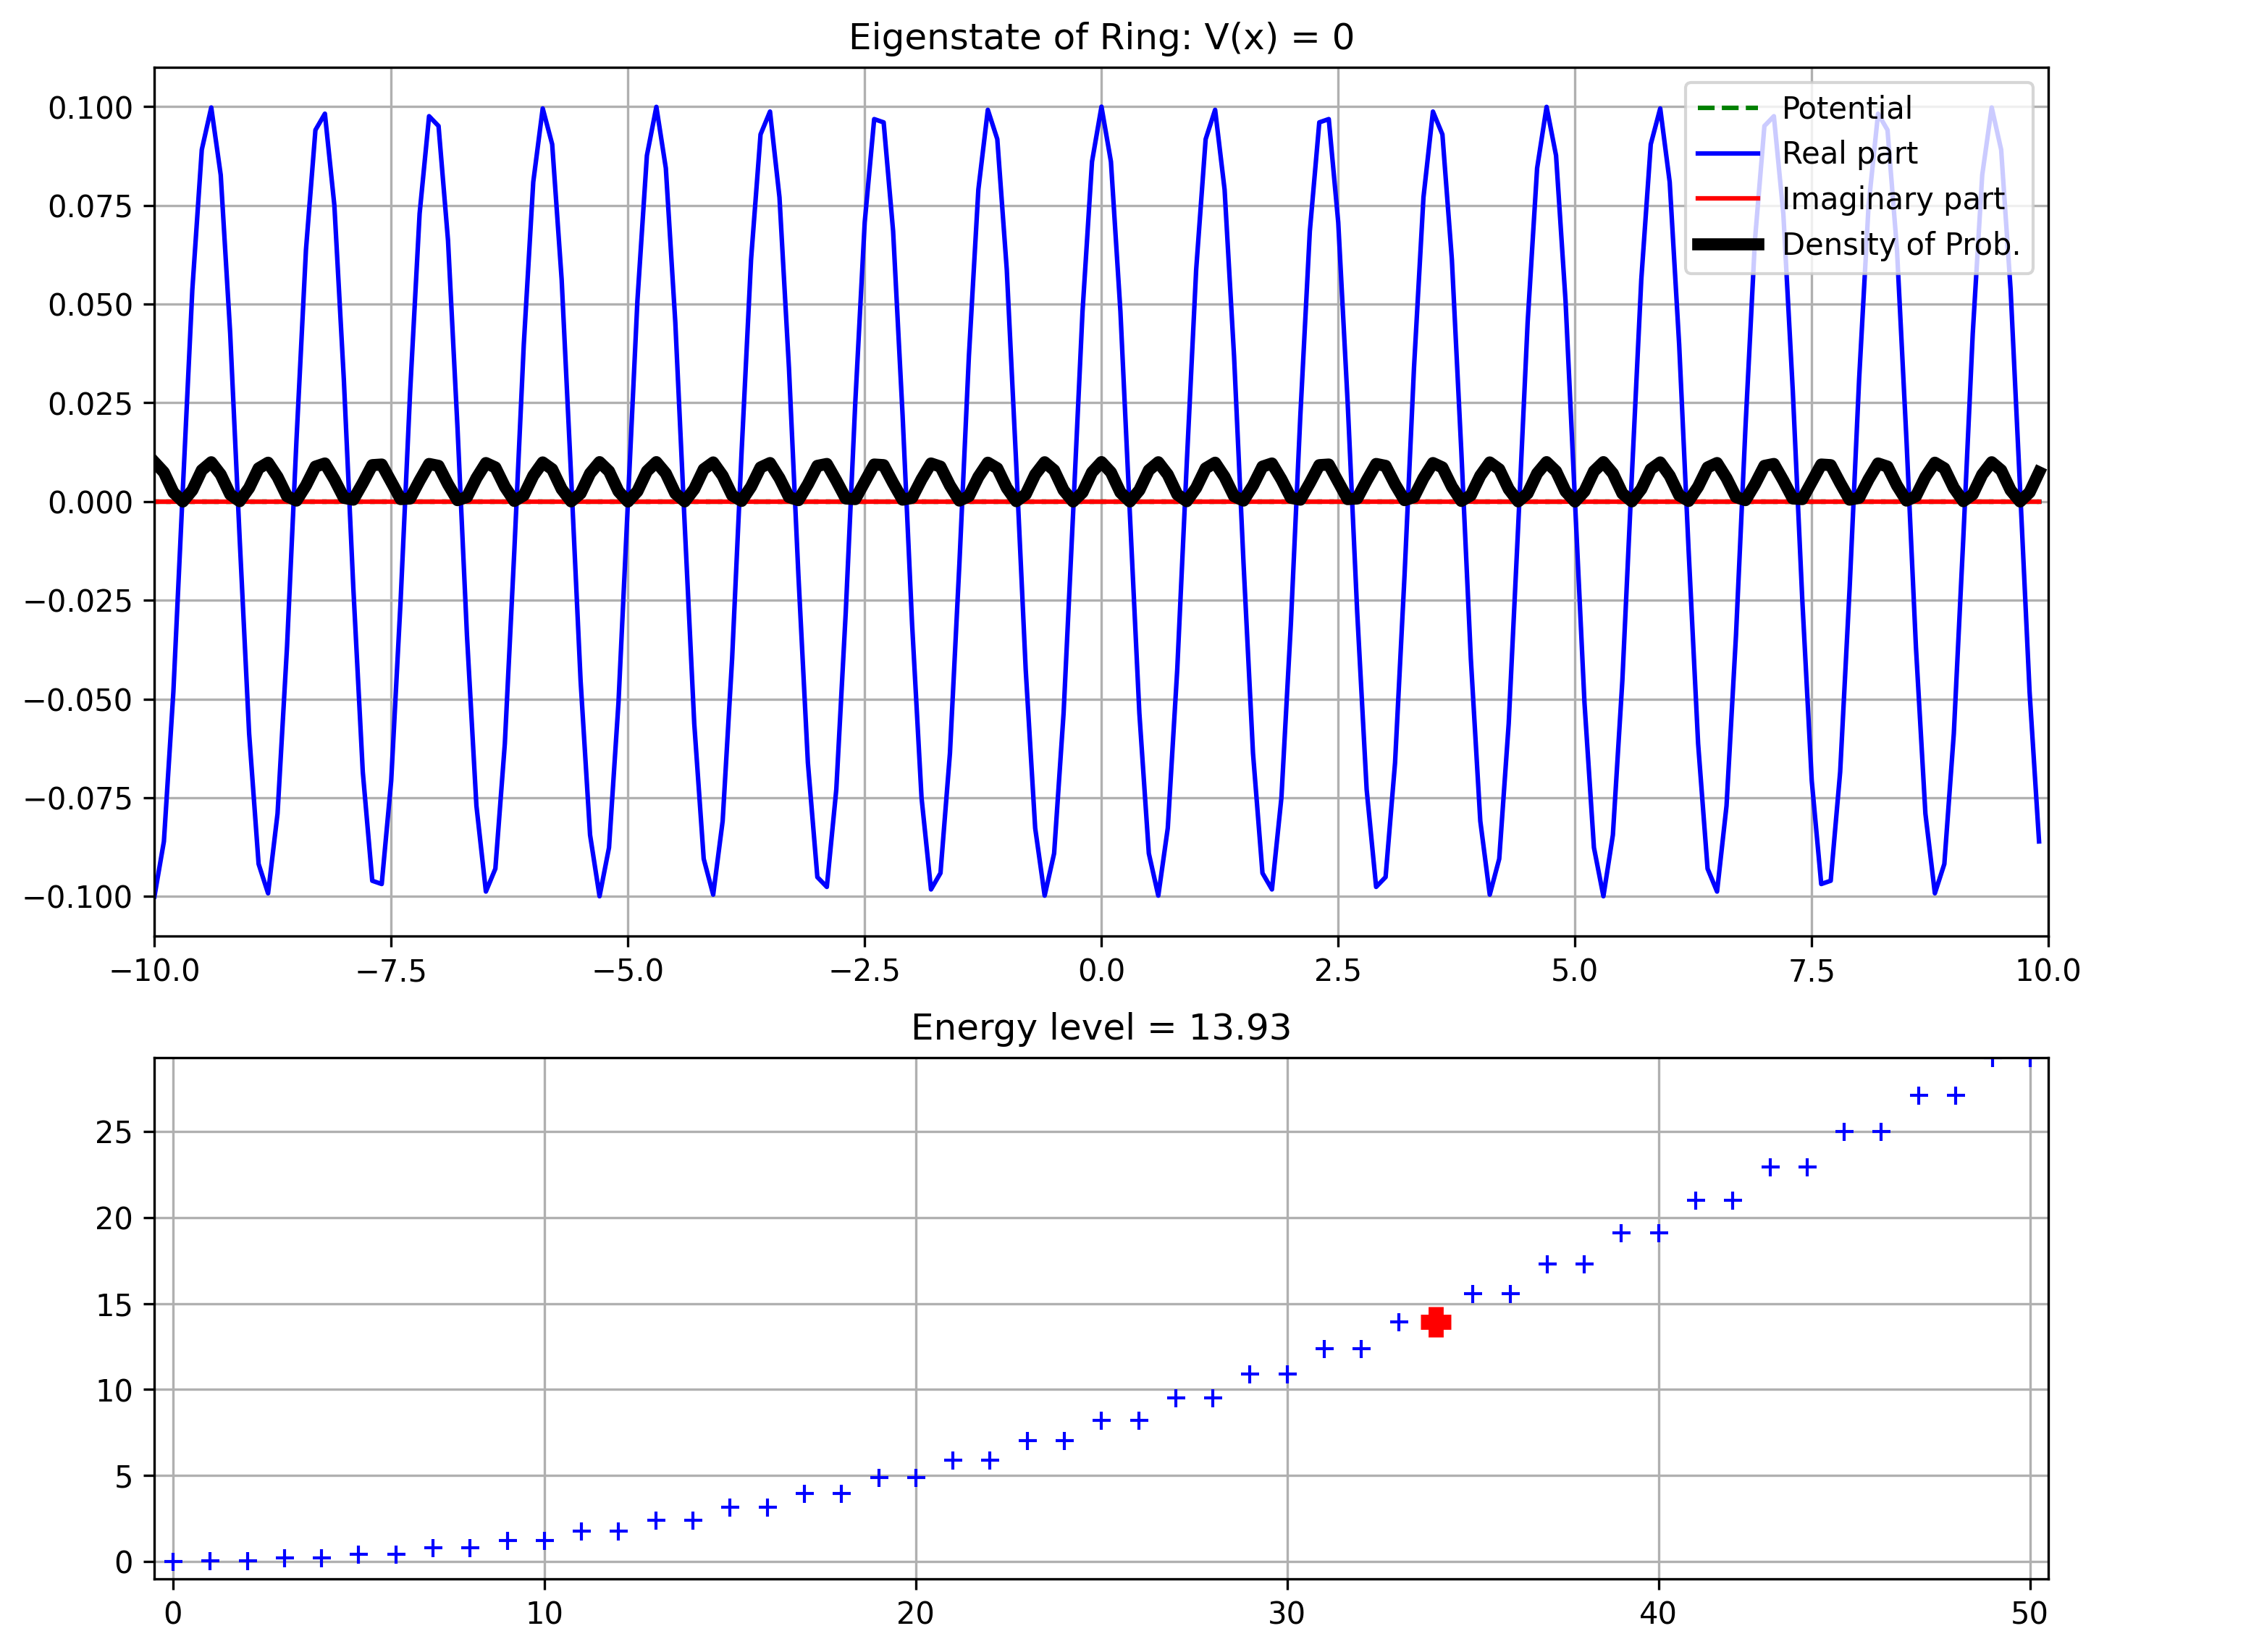 Eigenstate of Ring: V(x) = 0
0.100
0.075
0.050
0.025
0.000
−0.025
−0.050
−0.075
−0.100
Potential
Real part
Imaginary part
Density of Prob.
−10.0 −7.5 −5.0 −2.5 0.0 2.5 5.0 7.5 10.0
Energy level = 13.93
25
20
15
10
5
0
0 10 20 30 40 50